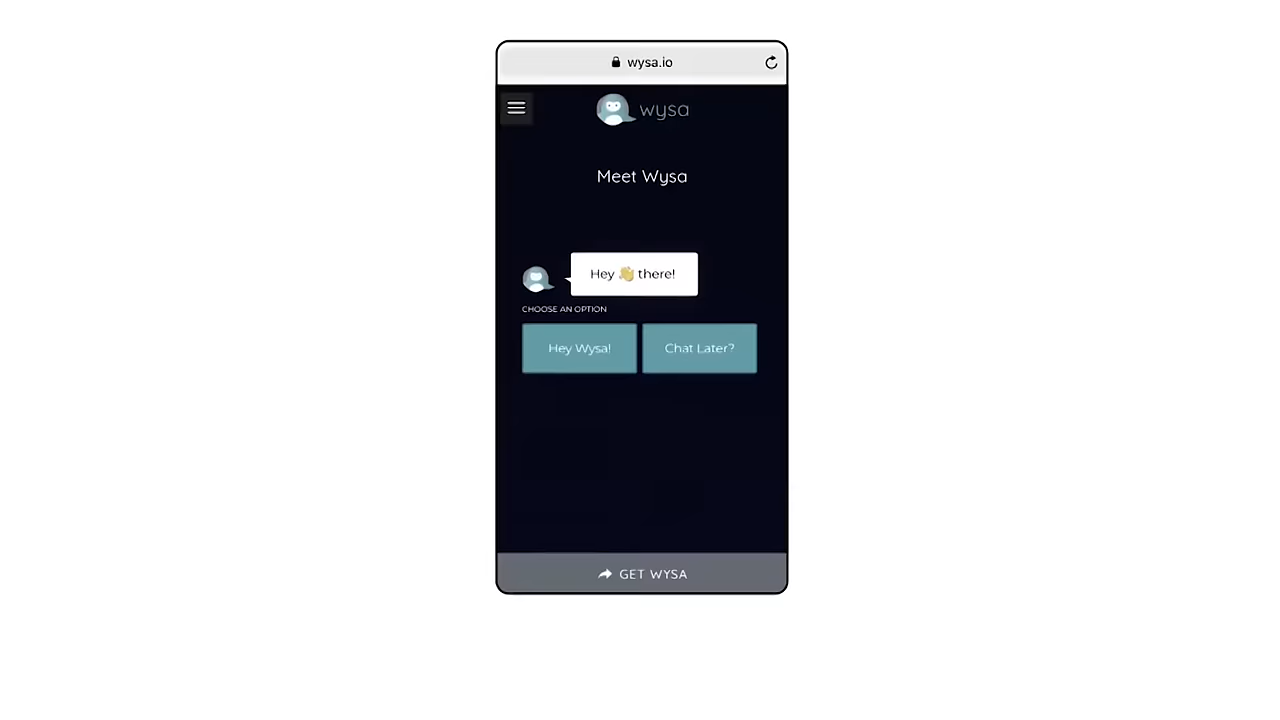 wysa.io
wysa
Meet Wysa
Hey 👋 there!
CHOOSE AN OPTION
Hey Wysa!
Chat Later?
GET WYSA